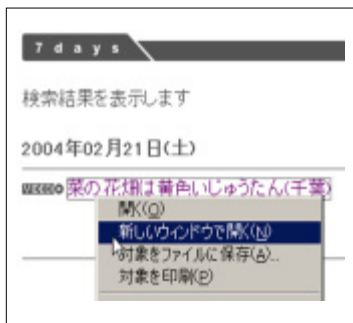 7 days
検索結果を表示します
2004年02月21日(土)
菜の花畑は黄色いじゅうたん(千葉)
開く(O)
新しいウィンドウで開く(N)
対象をファイルに保存(A)...
対象を印刷(P)